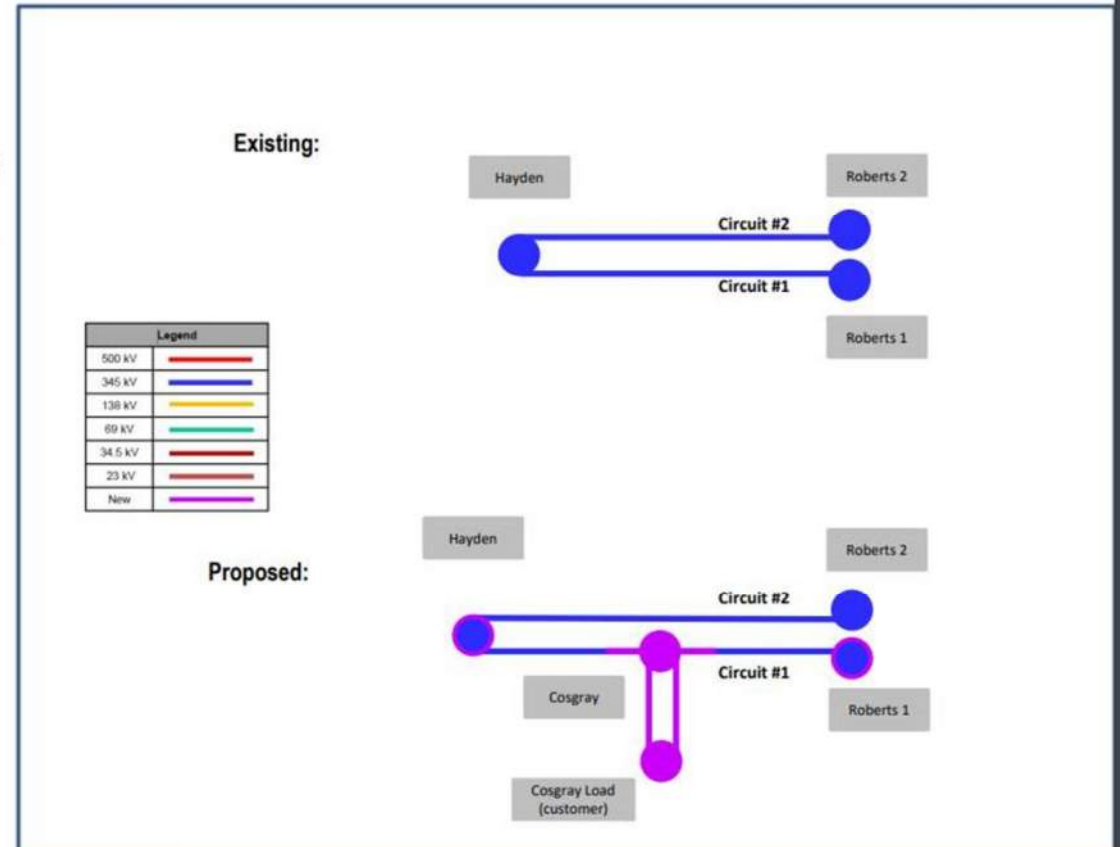 Existing:
Hayden
Roberts 2
Circuit #2
Circuit #1
Roberts 1
Legend
500 kV
345 kV
138 kV
69 kV
34.5 kV
23 kV
New
Proposed:
Hayden
Roberts 2
Circuit #2
Circuit #1
Cosgray
Roberts 1
Cosgray Load
(customer)